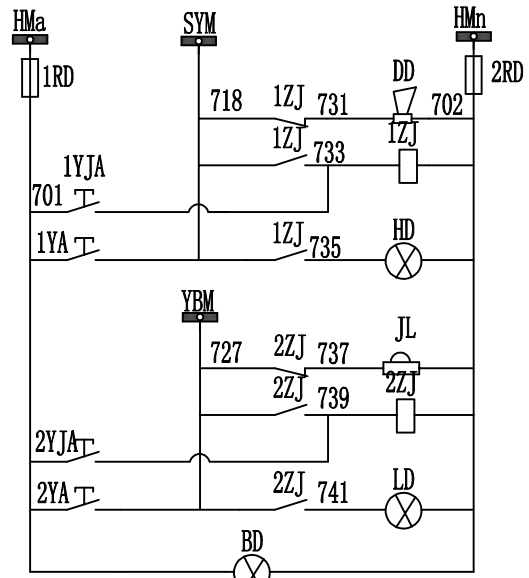 HMa
SYM
HMn
1RD
2RD
DD
718
1ZJ
731
702
1ZJ
733
1ZJ
1YJA
701
1YA
1ZJ
735
HD
YBM
727
2ZJ
737
JL
2ZJ
739
2ZJ
2YJA
2YA
2ZJ
741
LD
BD